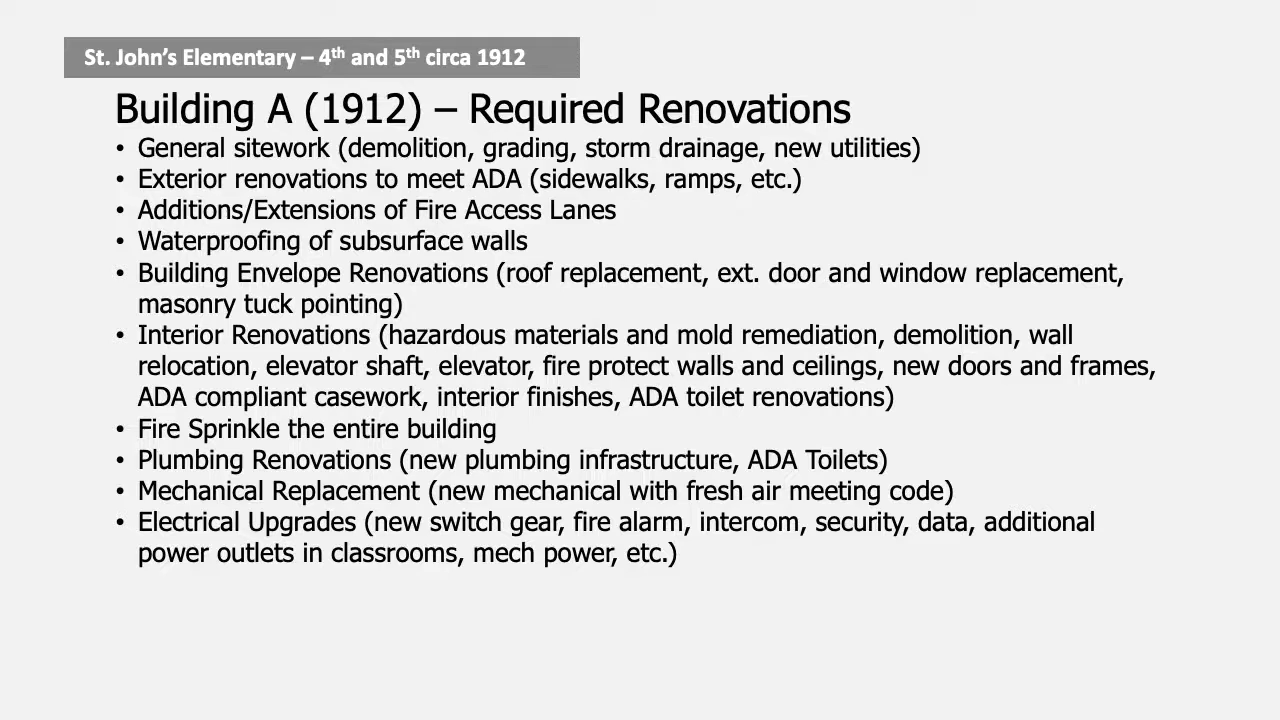 St. John’s Elementary – 4th and 5th circa 1912
Building A (1912) – Required Renovations
• General sitework (demolition, grading, storm drainage, new utilities)
• Exterior renovations to meet ADA (sidewalks, ramps, etc.)
• Additions/Extensions of Fire Access Lanes
• Waterproofing of subsurface walls
• Building Envelope Renovations (roof replacement, ext. door and window replacement,
masonry tuck pointing)
• Interior Renovations (hazardous materials and mold remediation, demolition, wall
relocation, elevator shaft, elevator, fire protect walls and ceilings, new doors and frames,
ADA compliant casework, interior finishes, ADA toilet renovations)
• Fire Sprinkle the entire building
• Plumbing Renovations (new plumbing infrastructure, ADA Toilets)
• Mechanical Replacement (new mechanical with fresh air meeting code)
• Electrical Upgrades (new switch gear, fire alarm, intercom, security, data, additional
power outlets in classrooms, mech power, etc.)